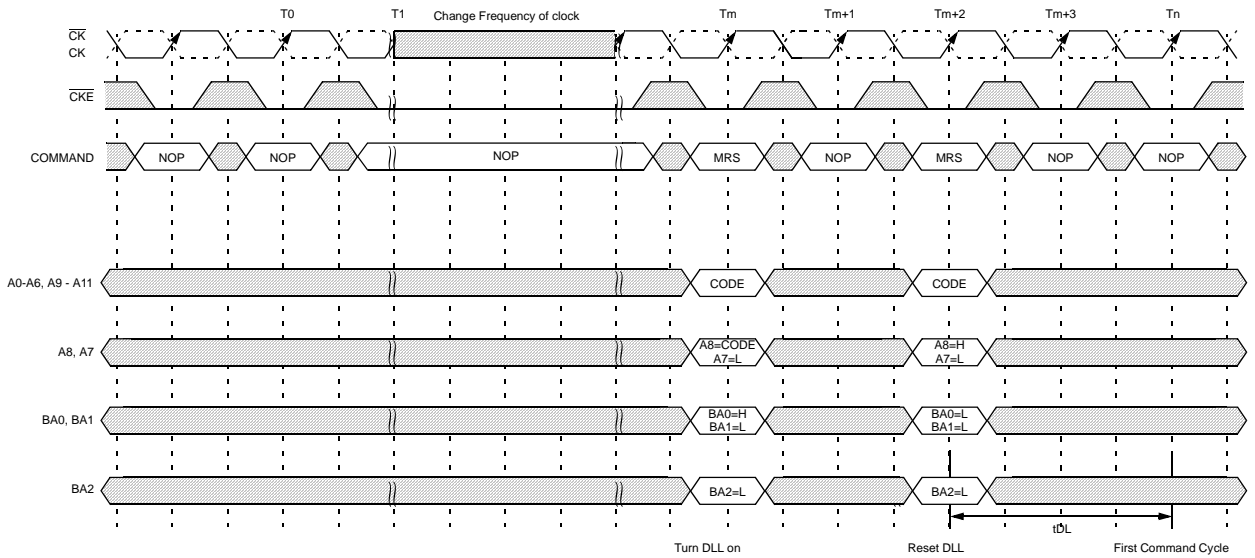 T0 T1 Change Frequency of clock Tm Tm+1 Tm+2 Tm+3 Tn
CK
CK
CKE
COMMAND NOP NOP NOP MRS NOP MRS NOP NOP
A0-A6, A9 - A11 CODE CODE
A8, A7 A8=CODE A8=H
A7=L A7=L
BA0, BA1 BA0=H BA0=L
BA1=L BA1=L
BA2 BA2=L BA2=L
tDL
Turn DLL on Reset DLL First Command Cycle